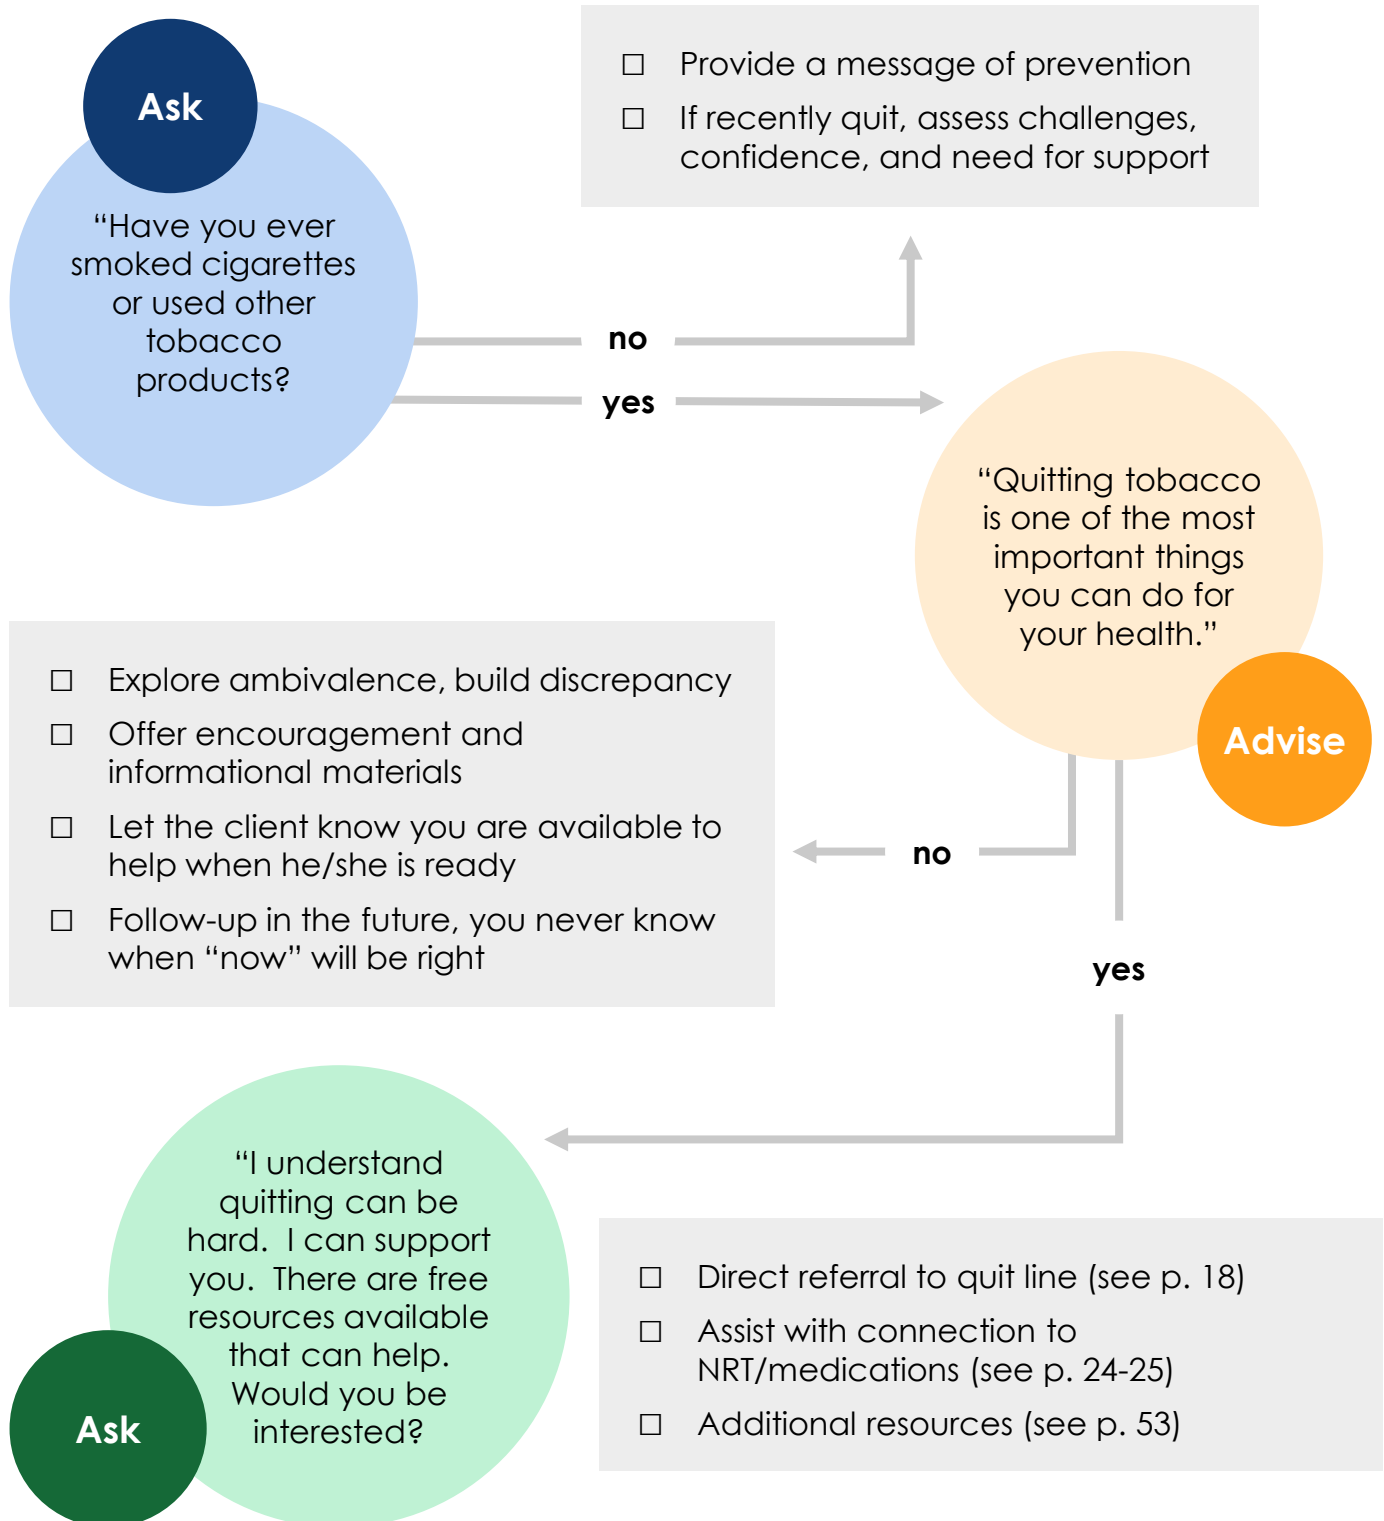 Ask
“Have you ever
smoked cigarettes
or used other
tobacco
products?
☐ Provide a message of prevention
☐ If recently quit, assess challenges,
confidence, and need for support
no
yes
“Quitting tobacco
is one of the most
important things
you can do for
your health.”
Advise
☐ Explore ambivalence, build discrepancy
☐ Offer encouragement and
informational materials
☐ Let the client know you are available to
help when he/she is ready
☐ Follow-up in the future, you never know
when “now” will be right
no
yes
“I understand
quitting can be
hard.  I can support
you.  There are free
resources available
that can help.
Would you be
interested?
Ask
☐ Direct referral to quit line (see p. 18)
☐ Assist with connection to
NRT/medications (see p. 24-25)
☐ Additional resources (see p. 53)